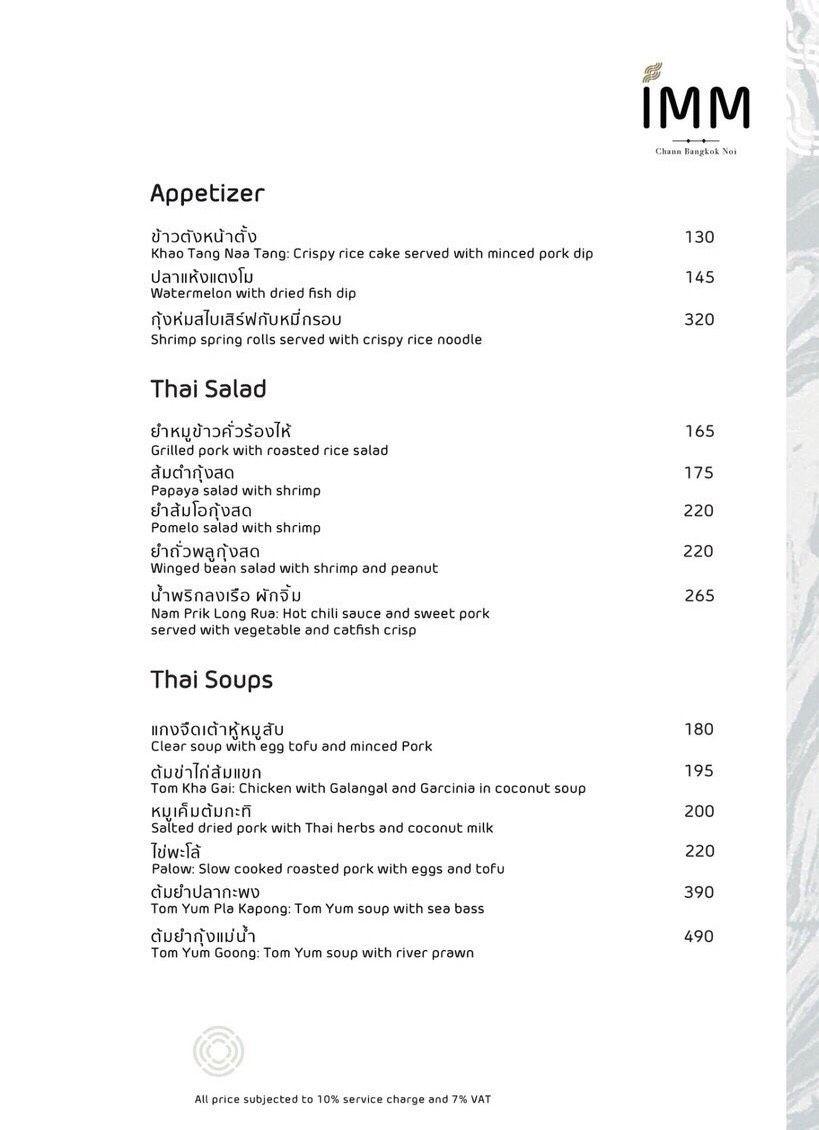 IMM
Chann Bangkok Noi
Appetizer
ข้าวตังหน้าตั้ง 130
Khao Tang Naa Tang: Crispy rice cake served with minced pork dip
ปลาแห้งแตงโม 145
Watermelon with dried fish dip
กุ้งห่มสไบเสิร์ฟกับหมี่กรอบ 320
Shrimp spring rolls served with crispy rice noodle
Thai Salad
ยำหมูข้าวคั่วร้องไห้ 165
Grilled pork with roasted rice salad
ส้มตำกุ้งสด 175
Papaya salad with shrimp
ยำส้มโอกุ้งสด 220
Pomelo salad with shrimp
ยำถั่วพลูกุ้งสด 220
Winged bean salad with shrimp and peanut
น้ำพริกลงเรือ ผักจิ้ม 265
Nam Prik Long Rua: Hot chili sauce and sweet pork
served with vegetable and catfish crisp
Thai Soups
แกงจืดเต้าหู้หมูสับ 180
Clear soup with egg tofu and minced Pork
ต้มข่าไก่ส้มแขก 195
Tom Kha Gai: Chicken with Galangal and Garcinia in coconut soup
หมูเค็มต้มกะทิ 200
Salted dried pork with Thai herbs and coconut milk
ไข่พะโล้ 220
Palow: Slow cooked roasted pork with eggs and tofu
ต้มยำปลากะพง 390
Tom Yum Pla Kapong: Tom Yum soup with sea bass
ต้มยำกุ้งแม่น้ำ 490
Tom Yum Goong: Tom Yum soup with river prawn
All price subjected to 10% service charge and 7% VAT